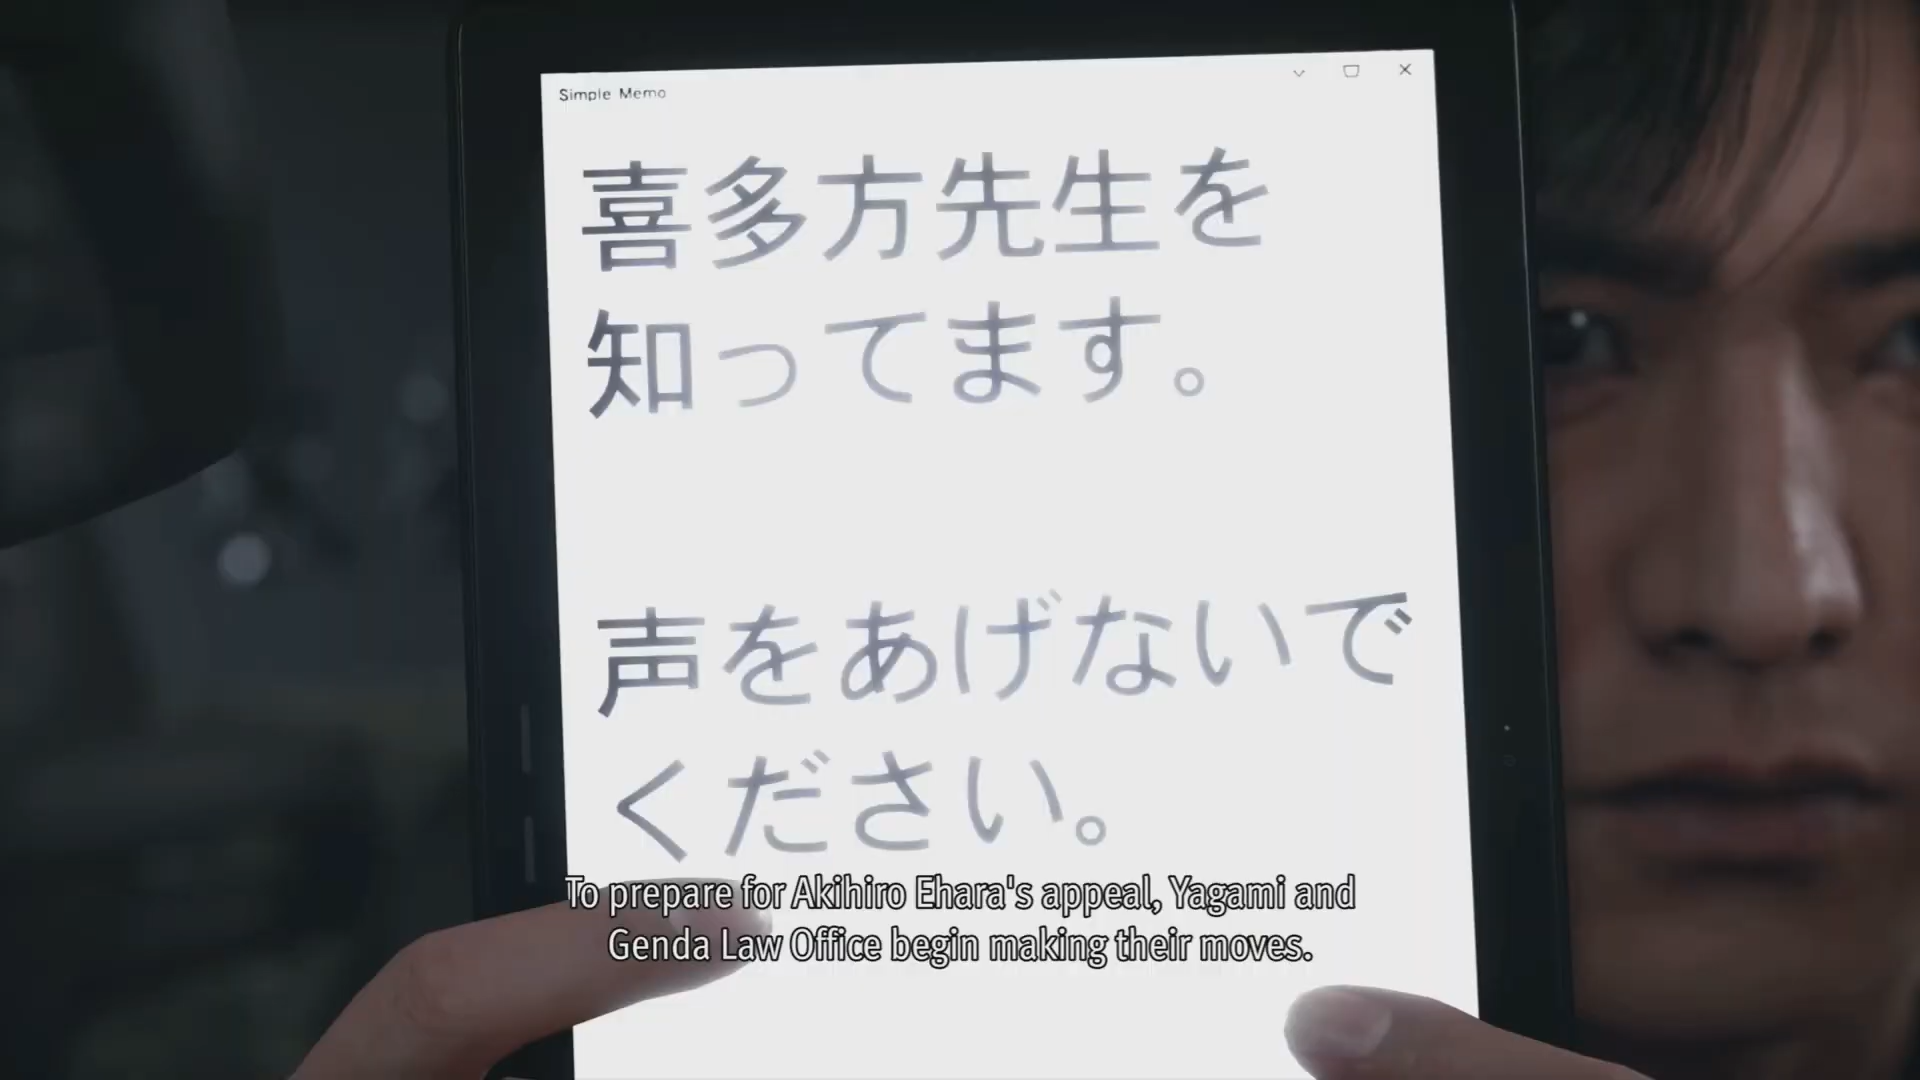 Simple Memo
喜多方先生を
知ってます。
声をあげないで
ください。
To prepare for Akihiro Ehara's appeal, Yagami and
Genda Law Office begin making their moves.